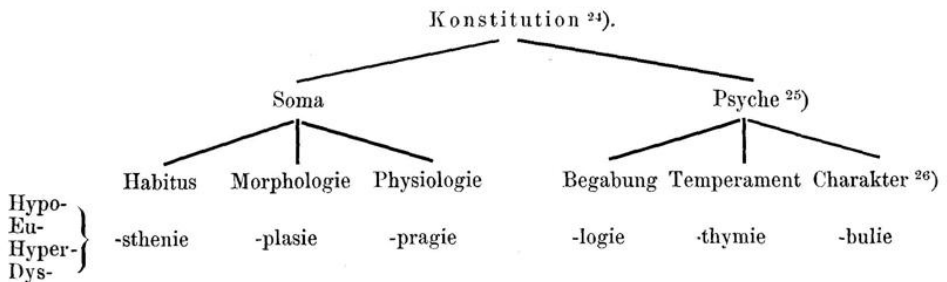 Konstitution ²⁴).
Soma Psyche ²⁵)
Habitus Morphologie Physiologie Begabung Temperament Charakter ²⁶)
Hypo-
Eu-
Hyper-
Dys-
-sthenie -plasie -pragie -logie -thymie -bulie